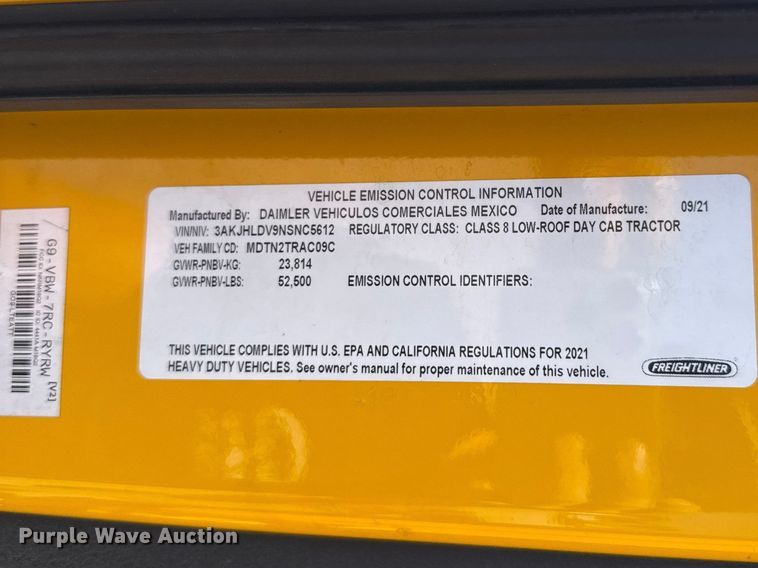 VEHICLE EMISSION CONTROL INFORMATION
Manufactured By: DAIMLER VEHICULOS COMERCIALES MEXICO Date of Manufacture: 09/21
VIN/NIV: 3AKJHLDV9NSNC5612 REGULATORY CLASS: CLASS 8 LOW-ROOF DAY CAB TRACTOR
VEH FAMILY CD: MDTN2TRAC09C
GVWR-PNBV-KG: 23,814
GVWR-PNBV-LBS: 52,500 EMISSION CONTROL IDENTIFIERS:
THIS VEHICLE COMPLIES WITH U.S. EPA AND CALIFORNIA REGULATIONS FOR 2021
HEAVY DUTY VEHICLES. See owner's manual for proper maintenance of this vehicle.
FREIGHTLINER
G9-VBW-7RC-RYRW [V2]
Purple Wave Auction